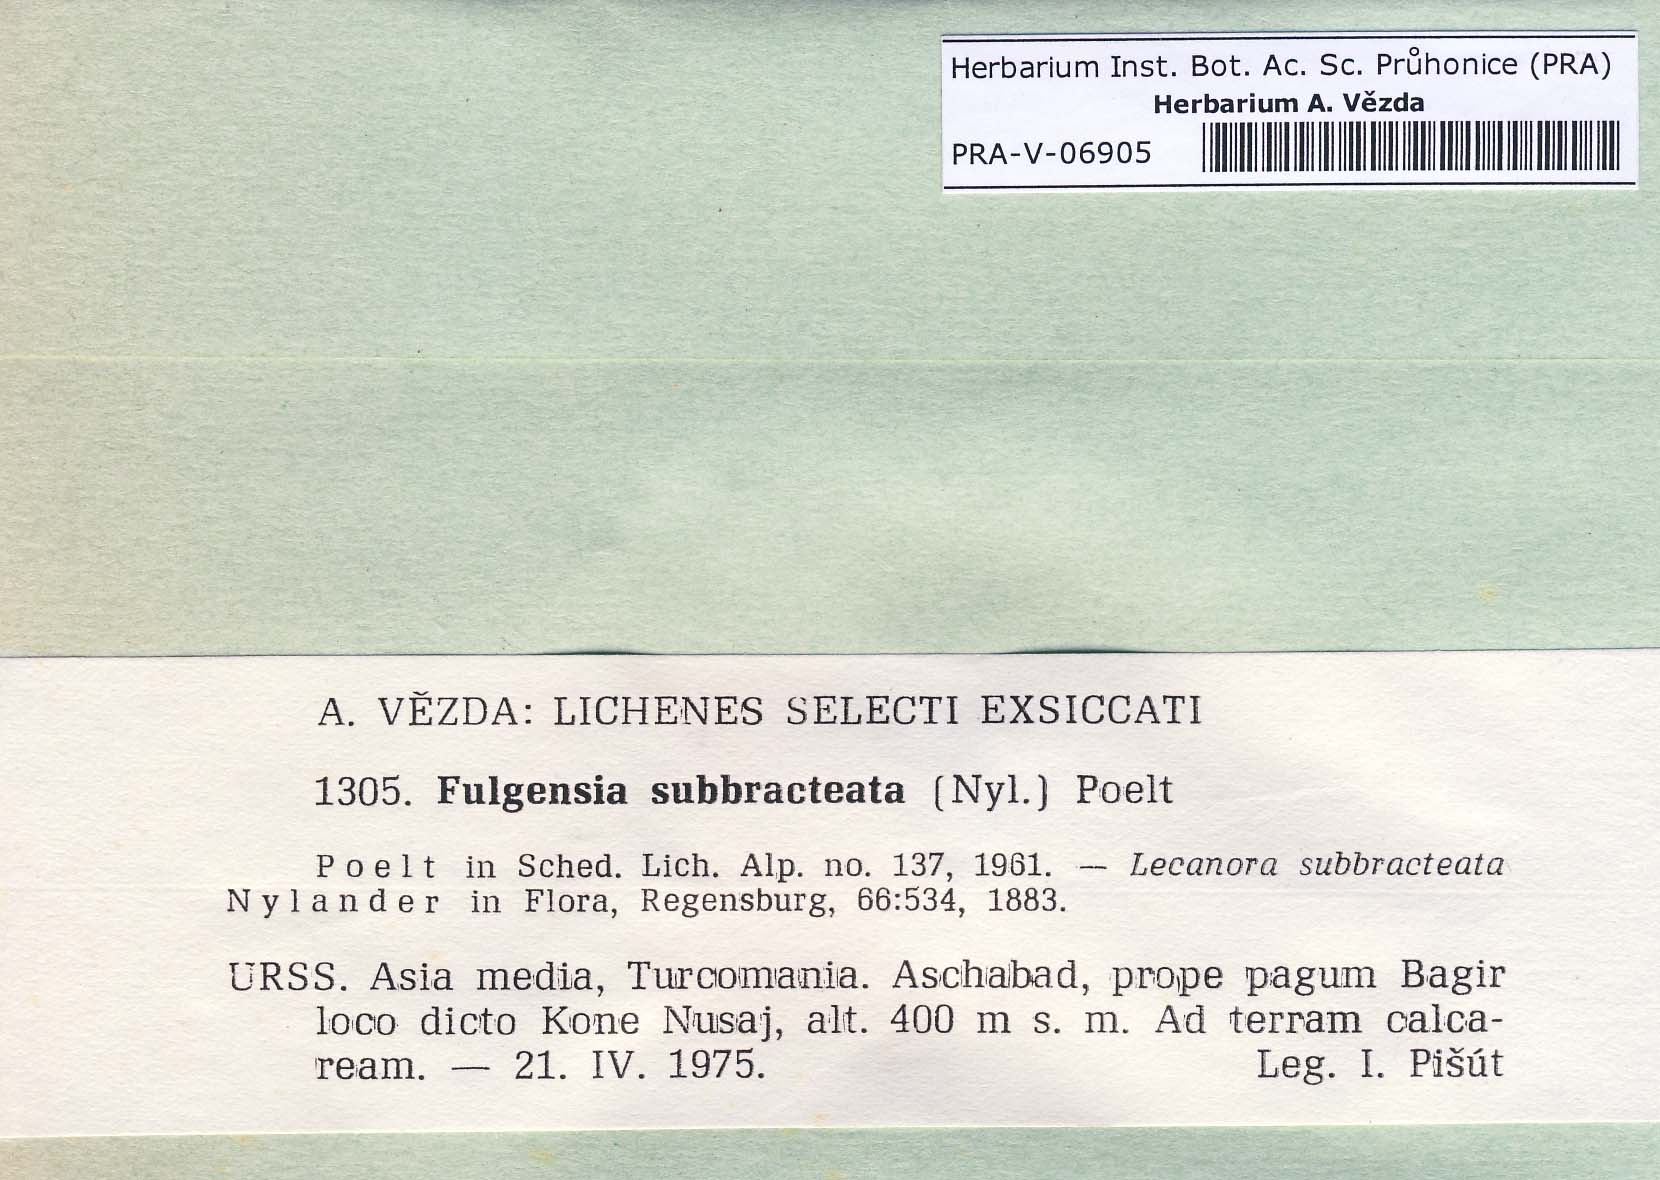 Herbarium Inst. Bot. Ac. Sc. Průhonice (PRA)
Herbarium A. Vězda
PRA-V-06905
A. VĚZDA: LICHENES SELECTI EXSICCATI
1305. Fulgensia subbracteata (Nyl.) Poelt
Poelt in Sched. Lich. Alp. no. 137, 1961. — Lecanora subbracteata
Nylander in Flora, Regensburg, 66:534, 1883.
URSS. Asia media, Turcomania. Aschabad, prope pagum Bagir
loco dicto Kone Nusaj, alt. 400 m s. m. Ad terram calca-
ream. — 21. IV. 1975. Leg. I. Pišút